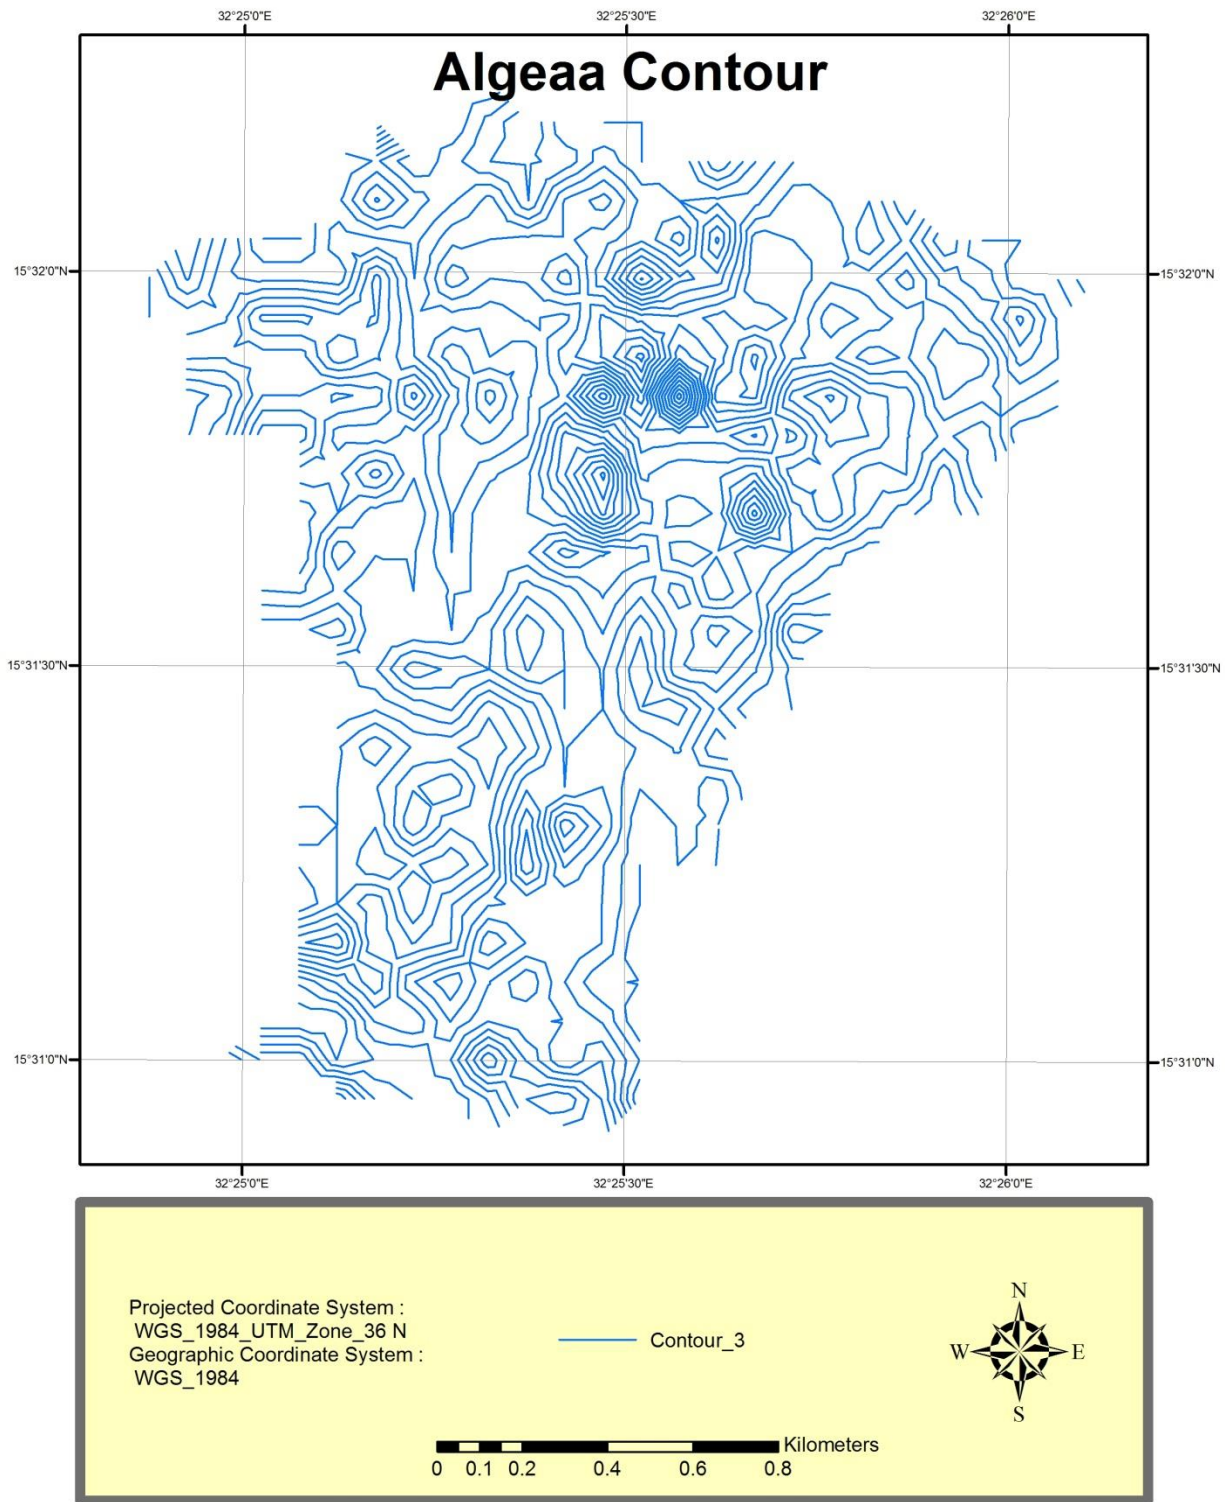 32°25'0"E
32°25'30"E
32°26'0"E
Algeaa Contour
15°32'0"N
15°32'0"N
15°31'30"N
15°31'30"N
15°31'0"N
15°31'0"N
32°25'0"E
32°25'30"E
32°26'0"E
Projected Coordinate System :
WGS_1984_UTM_Zone_36 N
Geographic Coordinate System :
WGS_1984
Contour_3
N
W
E
S
Kilometers
0 0.1 0.2 0.4 0.6 0.8